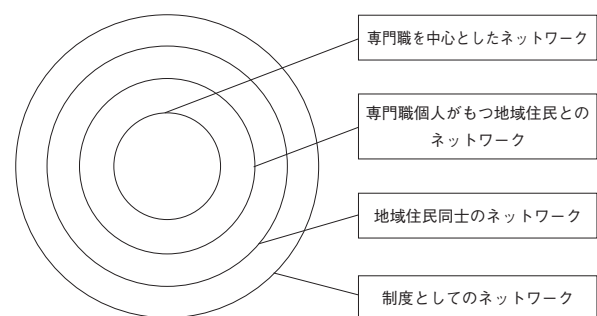 専門職を中心としたネットワーク
専門職個人がもつ地域住民との
ネットワーク
地域住民同士のネットワーク
制度としてのネットワーク